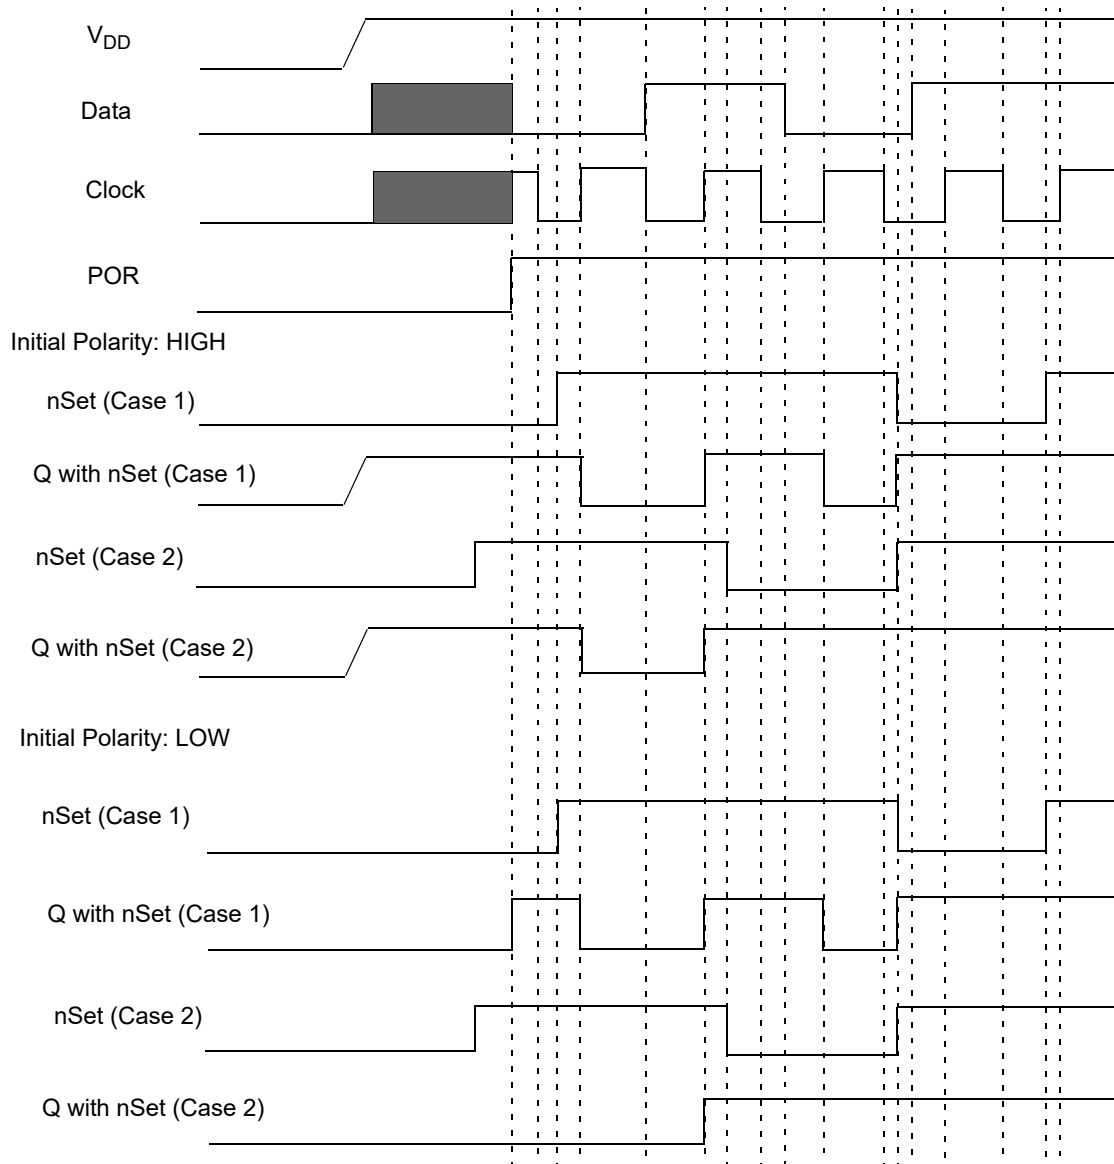 VDD
Data
Clock
POR
Initial Polarity: HIGH
nSet (Case 1)
Q with nSet (Case 1)
nSet (Case 2)
Q with nSet (Case 2)
Initial Polarity: LOW
nSet (Case 1)
Q with nSet (Case 1)
nSet (Case 2)
Q with nSet (Case 2)